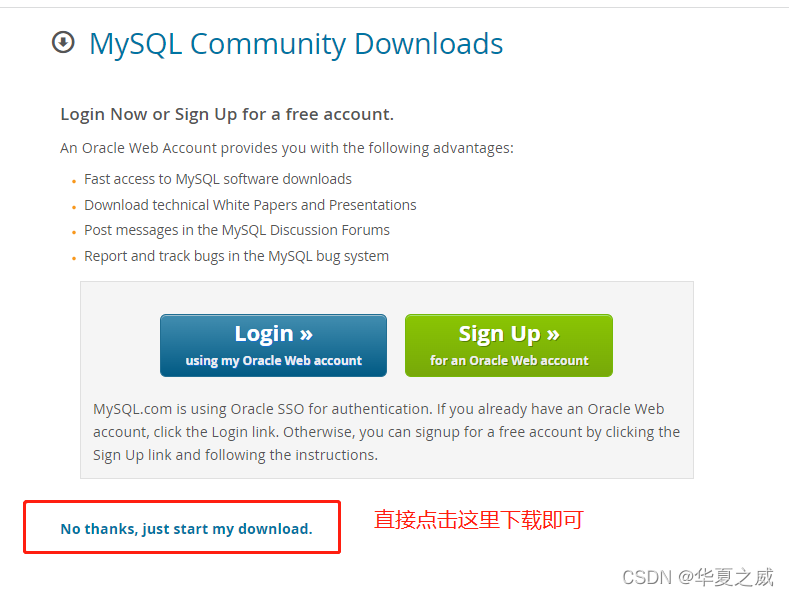 MySQL Community Downloads
Login Now or Sign Up for a free account.
An Oracle Web Account provides you with the following advantages:
Fast access to MySQL software downloads
Download technical White Papers and Presentations
Post messages in the MySQL Discussion Forums
Report and track bugs in the MySQL bug system
Login »
using my Oracle Web account
Sign Up »
for an Oracle Web account
MySQL.com is using Oracle SSO for authentication. If you already have an Oracle Web
account, click the Login link. Otherwise, you can signup for a free account by clicking the
Sign Up link and following the instructions.
No thanks, just start my download.
直接点击这里下载即可
CSDN @华夏之威